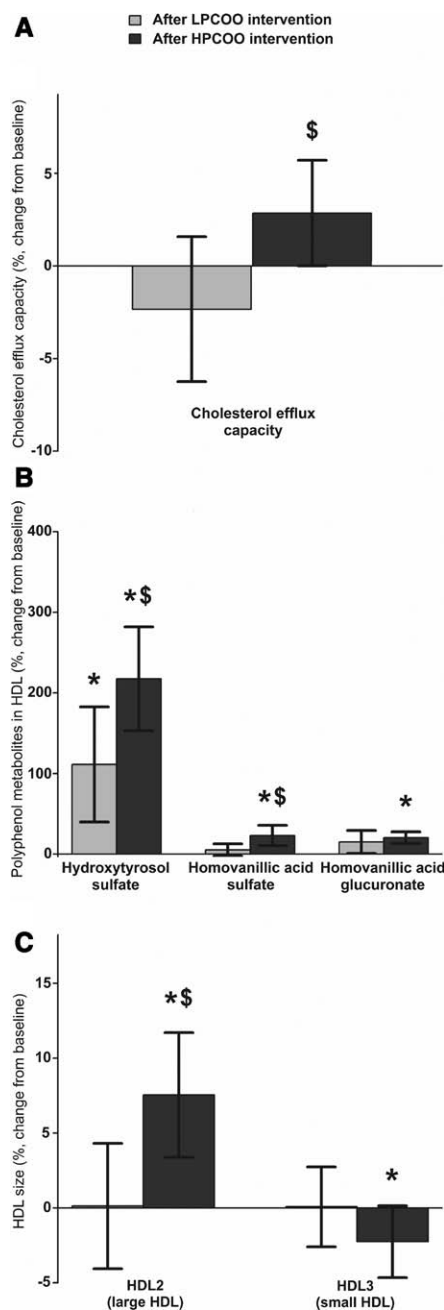 A
After LPCOO intervention
After HPCOO intervention
Cholesterol efflux capacity (%, change from baseline)
5
0
-5
-10
$
Cholesterol efflux
capacity
B
Polyphenol metabolites in HDL (%, change from baseline)
400
300
200
100
0
*
*$
*$
*
Hydroxytyrosol
sulfate
Homovanillic acid
sulfate
Homovanillic acid
glucuronate
C
HDL size (%, change from baseline)
15
10
5
0
-5
*$
*
HDL2
(large HDL)
HDL3
(small HDL)